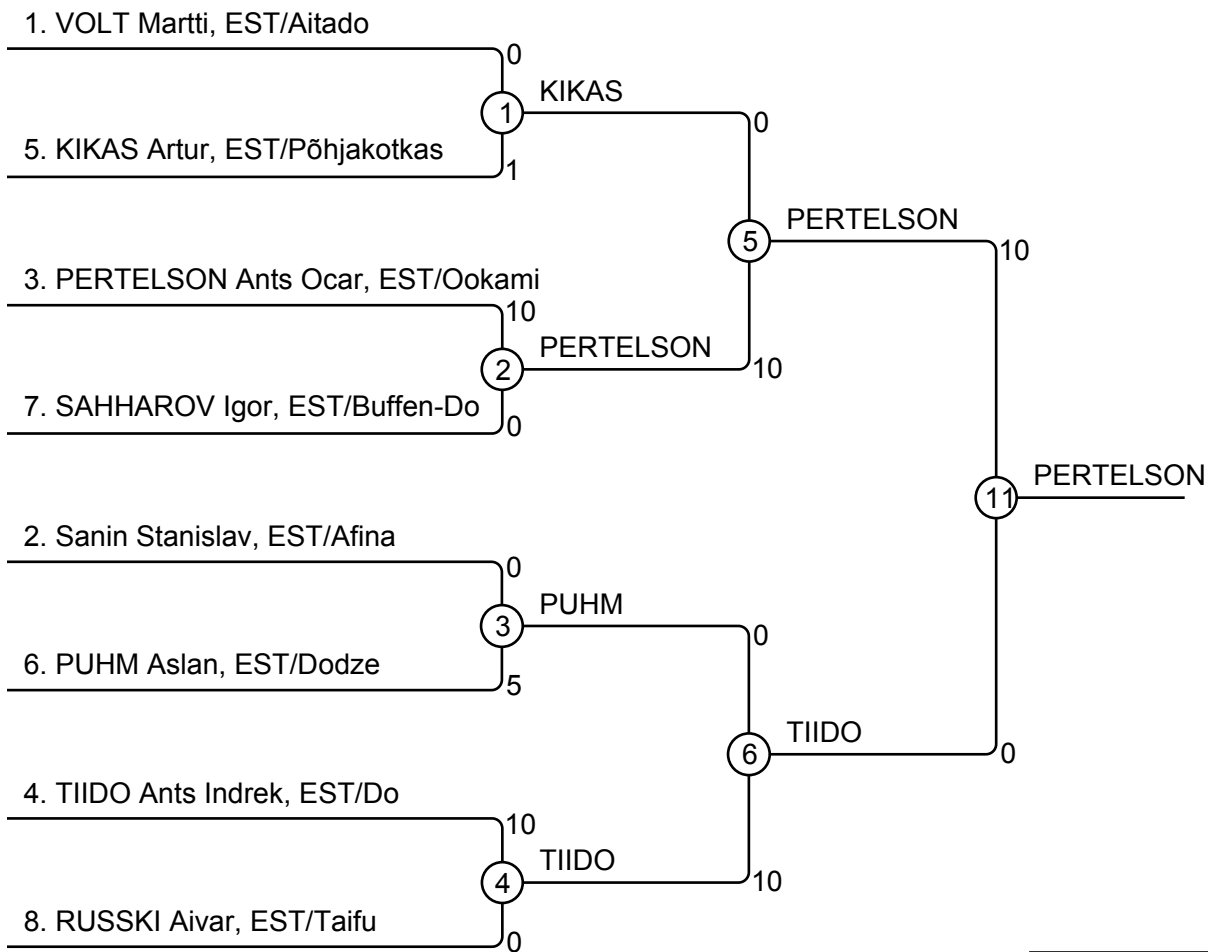 1. VOLT Martti, EST/Aitado
0
KIKAS
1
0
5. KIKAS Artur, EST/Põhjakotkas
1
PERTELSON
5
10
3. PERTELSON Ants Ocar, EST/Ookami
10
PERTELSON
2
10
7. SAHHAROV Igor, EST/Buffen-Do
0
PERTELSON
11
2. Sanin Stanislav, EST/Afina
0
PUHM
3
0
6. PUHM Aslan, EST/Dodze
5
TIIDO
6
0
4. TIIDO Ants Indrek, EST/Do
10
TIIDO
4
10
8. RUSSKI Aivar, EST/Taifu
0